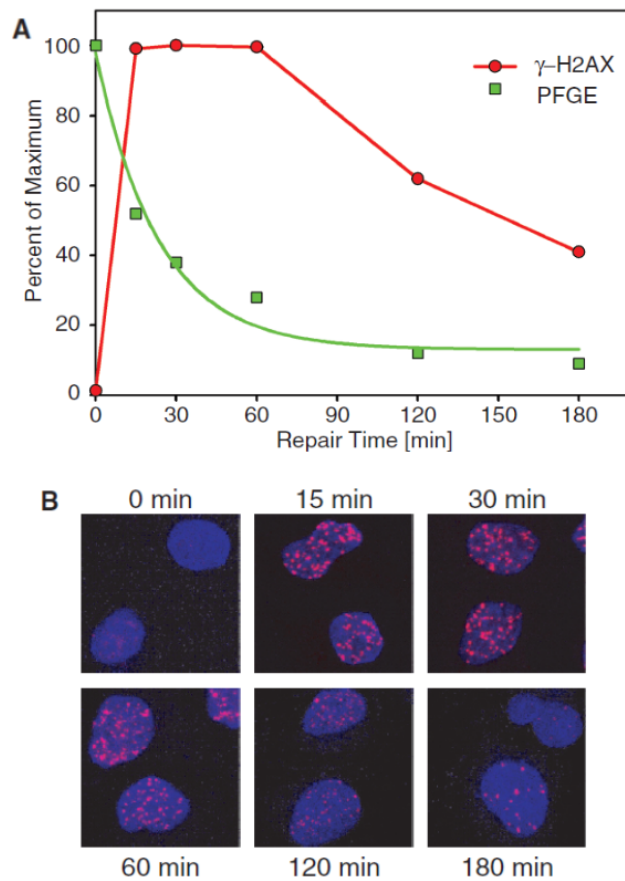 A
Percent of Maximum
100
80
60
40
20
0
0 30 60 90 120 150 180
Repair Time [min]
γ–H2AX
PFGE
B
0 min 15 min 30 min
60 min 120 min 180 min